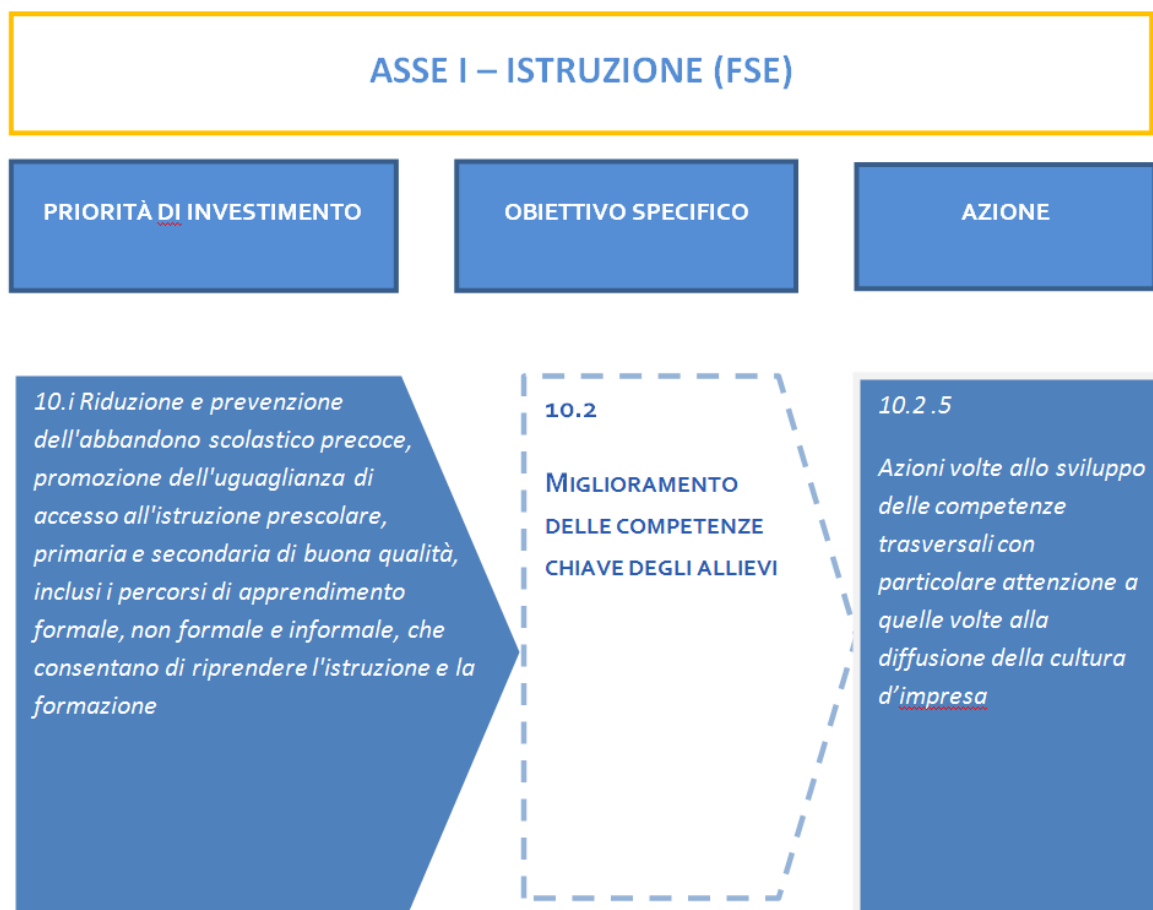 ASSE I – ISTRUZIONE (FSE)
PRIORITÀ DI INVESTIMENTO
OBIETTIVO SPECIFICO
AZIONE
10.i Riduzione e prevenzione
dell'abbandono scolastico precoce,
promozione dell'uguaglianza di
accesso all'istruzione prescolare,
primaria e secondaria di buona qualità,
inclusi i percorsi di apprendimento
formale, non formale e informale, che
consentano di riprendere l'istruzione e la
formazione
10.2
MIGLIORAMENTO
DELLE COMPETENZE
CHIAVE DEGLI ALLIEVI
10.2 .5
Azioni volte allo sviluppo
delle competenze
trasversali con
particolare attenzione a
quelle volte alla
diffusione della cultura
d’impresa